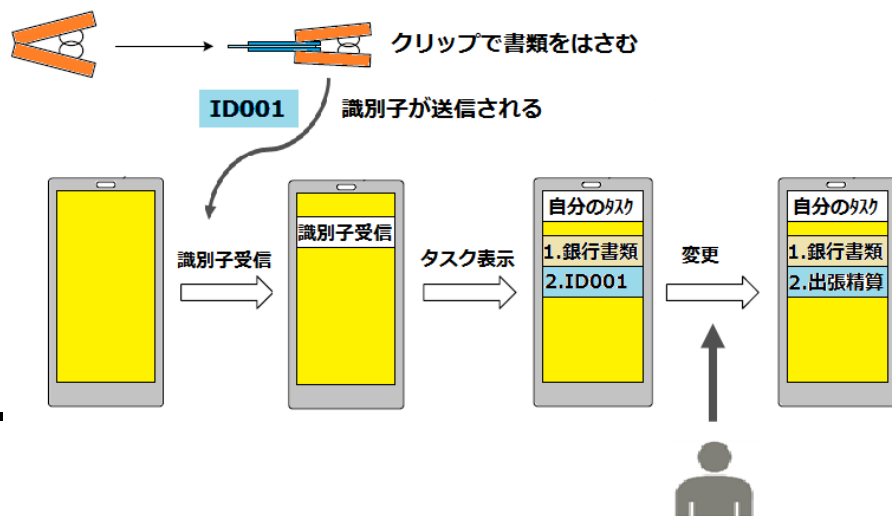 クリップで書類をはさむ
ID001
識別子が送信される
識別子受信
識別子受信
タスク表示
自分のタスク
1.銀行書類
2.ID001
変更
自分のタスク
1.銀行書類
2.出張精算